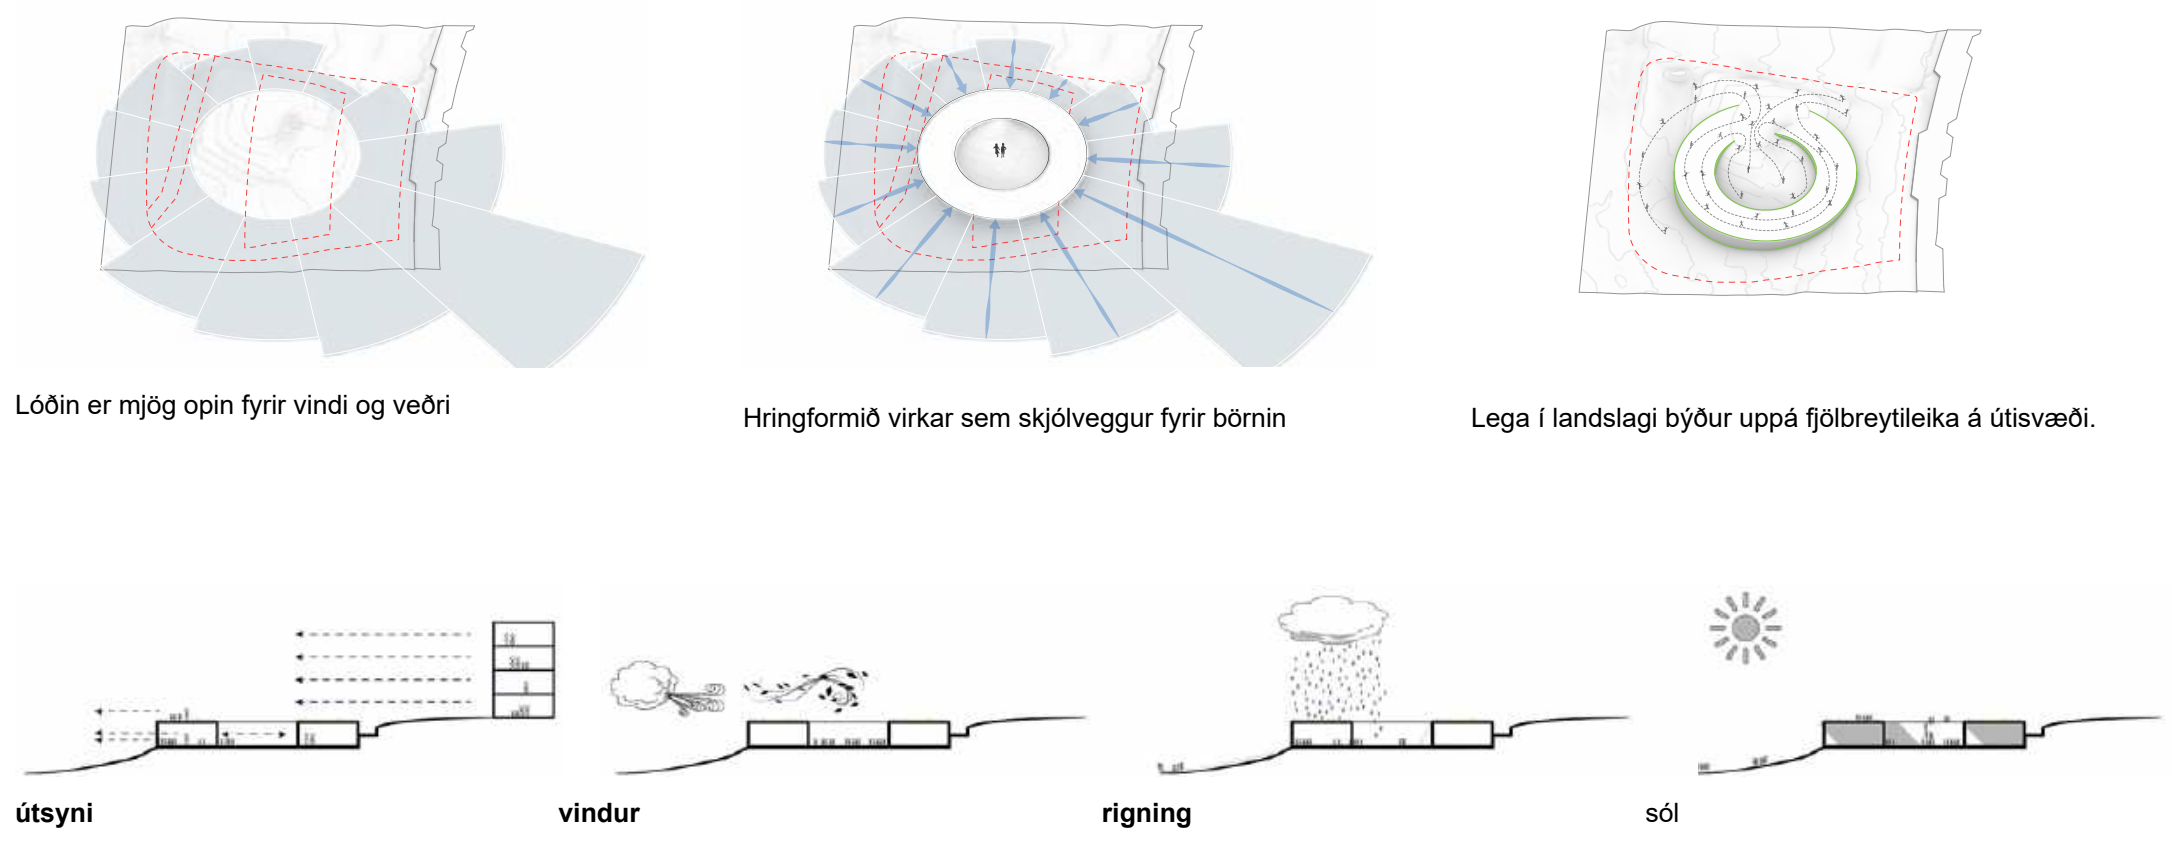 Lóðin er mjög opin fyrir vindi og veðri
Hringformið virkar sem skjólveggur fyrir börnin
Lega í landslagi býður uppá fjölbreytileika á útisvæði.
útsyni
vindur
rigning
sól